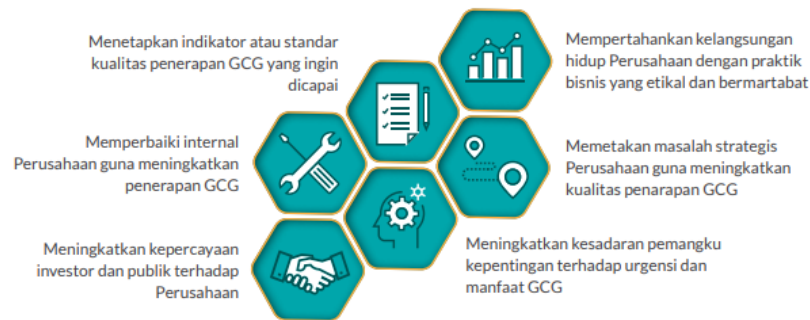 Menetapkan indikator atau standar
kualitas penerapan GCG yang ingin
dicapai
Mempertahankan kelangsungan
hidup Perusahaan dengan praktik
bisnis yang etikal dan bermartabat
Memperbaiki internal
Perusahaan guna meningkatkan
penerapan GCG
Memetakan masalah strategis
Perusahaan guna meningkatkan
kualitas penarapan GCG
Meningkatkan kepercayaan
investor dan publik terhadap
Perusahaan
Meningkatkan kesadaran pemangku
kepentingan terhadap urgensi dan
manfaat GCG